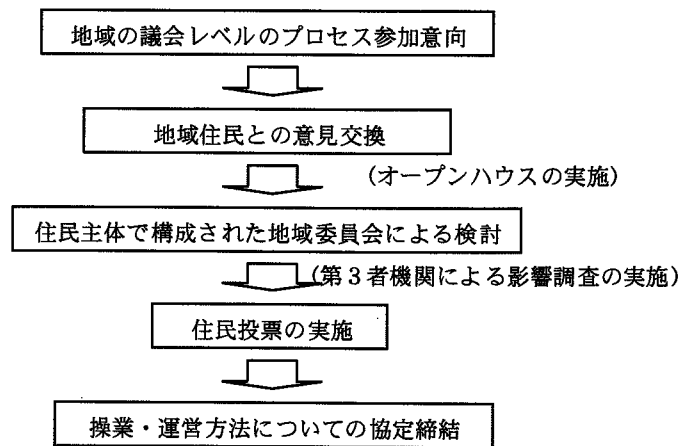 地域の議会レベルのプロセス参加意向
地域住民との意見交換
(オープンハウスの実施)
住民主体で構成された地域委員会による検討
(第3者機関による影響調査の実施)
住民投票の実施
操業・運営方法についての協定締結